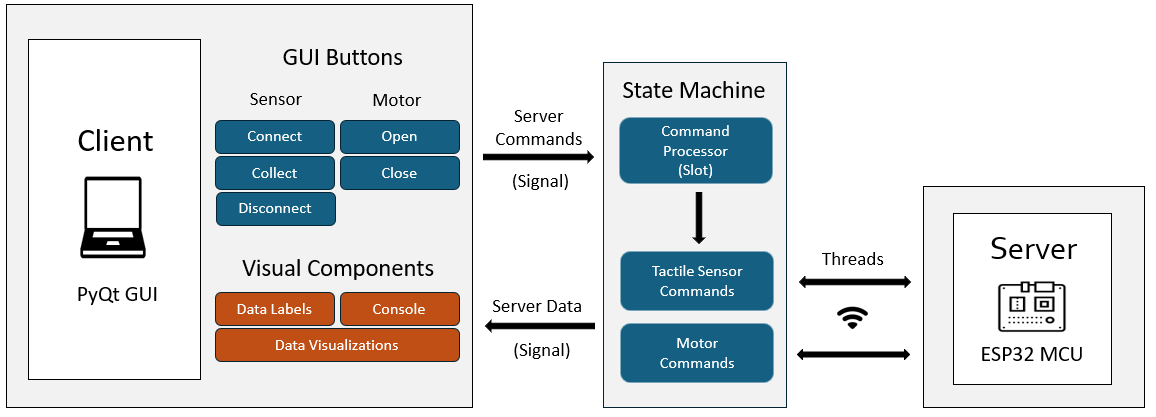 Client
PyQt GUI
GUI Buttons
Sensor
Motor
Connect
Open
Collect
Close
Disconnect
Visual Components
Data Labels
Console
Data Visualizations
Server
Commands
(Signal)
Server Data
(Signal)
State Machine
Command
Processor
(Slot)
Tactile Sensor
Commands
Motor
Commands
Threads
Server
ESP32 MCU